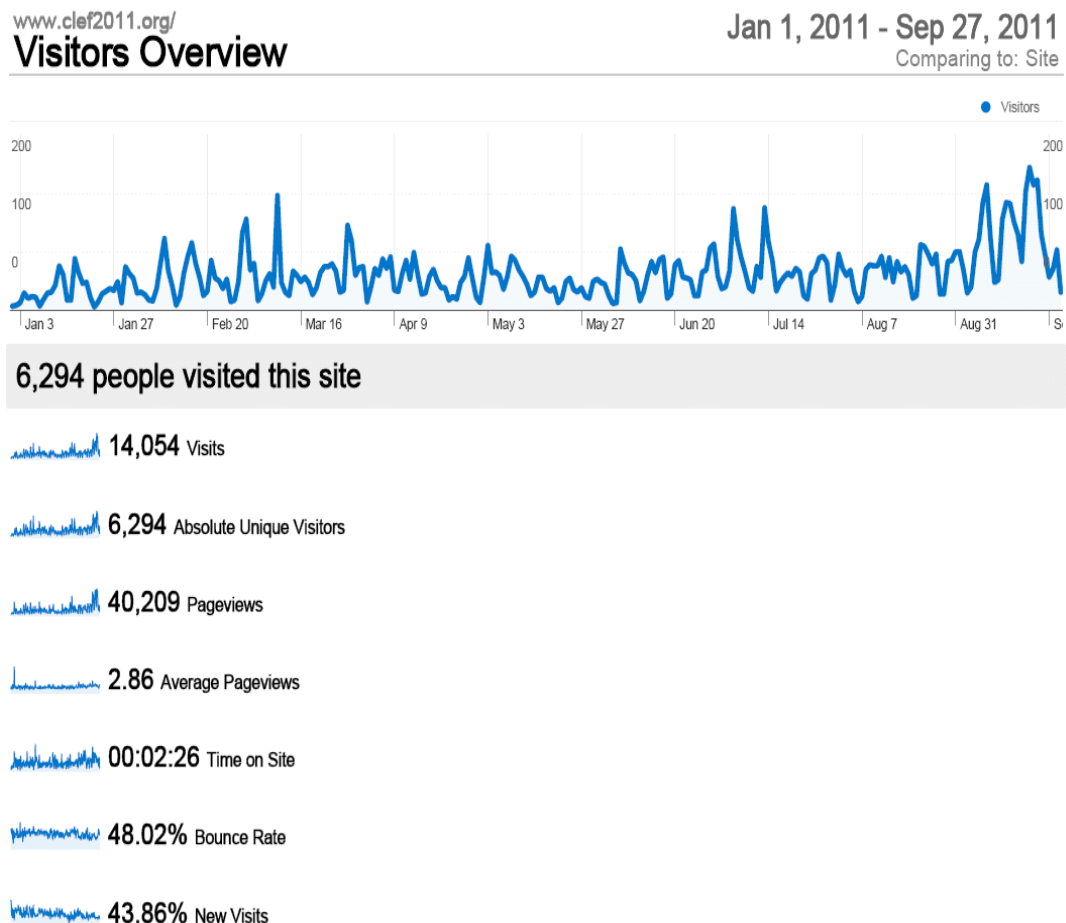 www.clef2011.org/
Visitors Overview
Jan 1, 2011 - Sep 27, 2011
Comparing to: Site
Visitors
200 200
100 100
0 0
Jan 3 Jan 27 Feb 20 Mar 16 Apr 9 May 3 May 27 Jun 20 Jul 14 Aug 7 Aug 31 S
6,294 people visited this site
14,054 Visits
6,294 Absolute Unique Visitors
40,209 Pageviews
2.86 Average Pageviews
00:02:26 Time on Site
48.02% Bounce Rate
43.86% New Visits